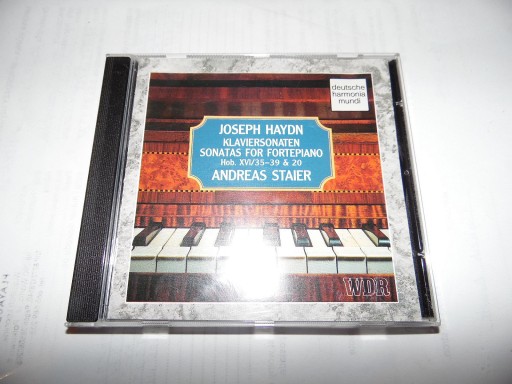 deutsche
harmonia
mundi
JOSEPH HAYDN
KLAVIERSONATEN
SONATAS FOR FORTEPIANO
Hob. XVI/35–39 & 20
ANDREAS STAIER
WDR